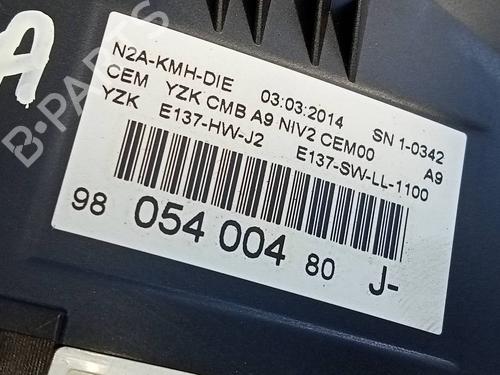 N2A-KMH-DIE 03:03:2014 SN 1-0342
CEM YZK CMB A9 NIV2 CEM00 A9
YZK E137-HW-J2 E137-SW-LL-1100
98 054 004 80 J-
A
B-PARTS